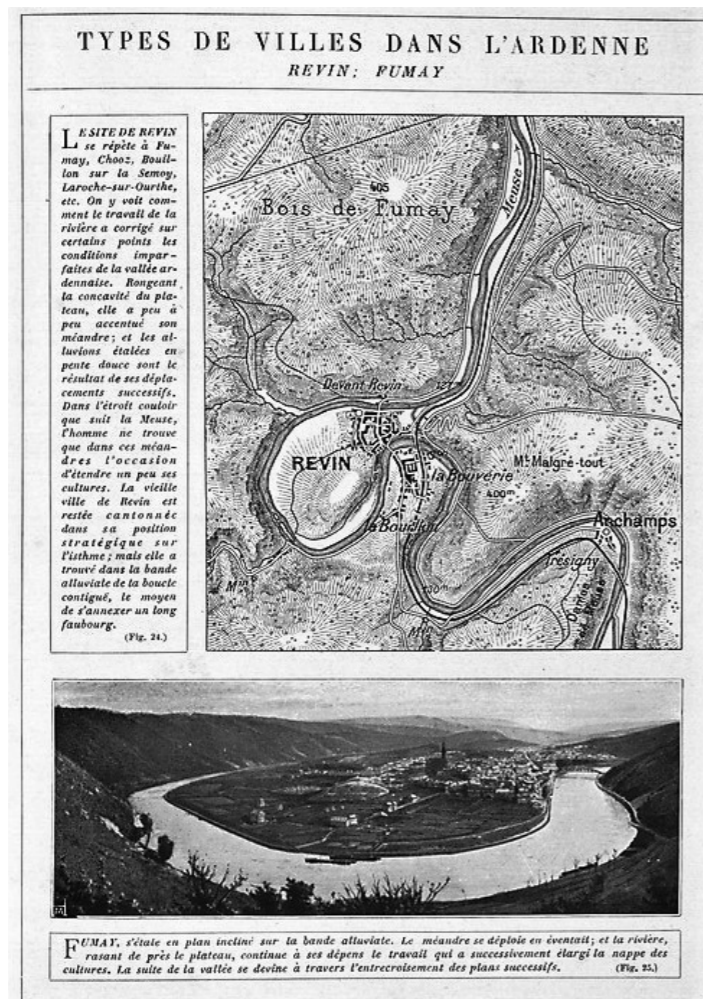 TYPES DE VILLES DANS L'ARDENNE
REVIN; FUMAY
LE SITE DE REVIN
se répète à Fu-
may, Chooz, Bouil-
lon sur la Semoy,
Laroche-sur-Ourthe,
etc. On y voit com-
ment le travail de la
rivière a corrigé sur
certains points les
conditions impar-
faites de la vallée ar-
dennaise. Rongeant
la concavité du pla-
teau, elle a peu à
peu accentué son
méandre; et les al-
luvions étalées en
pente douce sont le
résultat de ses dépla-
cements successifs.
Dans l'étroit couloir
que suit la Meuse,
l'homme ne trouve
que dans ces méan-
dres l'occasion
d'étendre un peu ses
cultures. La vieille
ville de Revin est
restée cantonnée
dans sa position
stratégique sur
l'isthme; mais elle a
trouvé dans la bande
alluviale de la boucle
contiguë, le moyen
de s'annexer un long
faubourg.
(Fig. 24.)
Meuse
405
Bois de Fumay
Devant Revin
127m
REVIN
la Bouverie
Mt Malgré-tout
400m
Archamps
Trésigny
130m
Min
FUMAY, s'étale en plan incliné sur la bande alluviale. Le méandre se déploie en éventail; et la rivière,
rasant de près le plateau, continue à ses dépens le travail qui a successivement élargi la nappe des
cultures. La suite de la vallée se devine à travers l'entrecroisement des plans successifs.
(Fig. 25.)